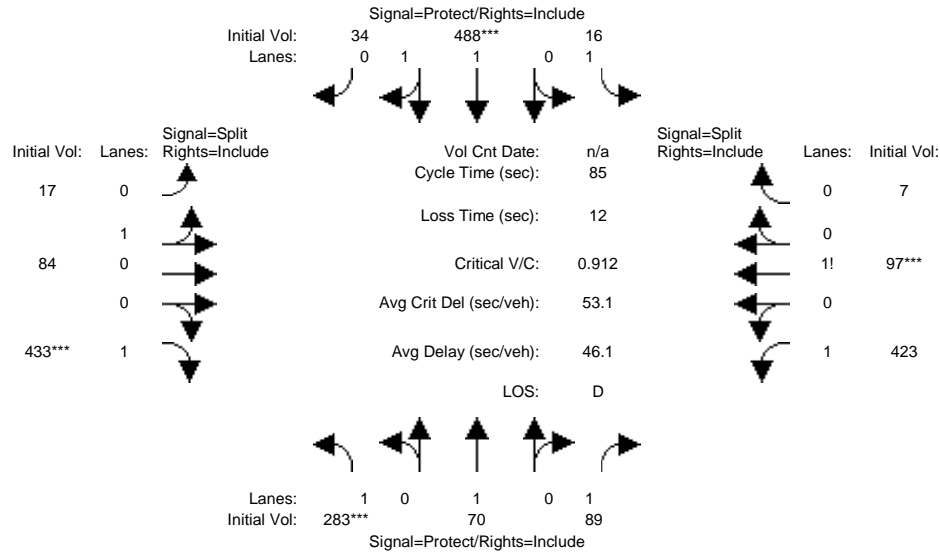 Signal=Protect/Rights=Include
Initial Vol: 34 488*** 16
Lanes: 0 1 1 0 1
Signal=Split
Initial Vol: Lanes: Rights=Include
Vol Cnt Date: n/a
Signal=Split
Rights=Include Lanes: Initial Vol:
Cycle Time (sec): 85
17 0
0 7
Loss Time (sec): 12
1
0
84 0
Critical V/C: 0.912
1! 97***
0
Avg Crit Del (sec/veh): 53.1
0
433*** 1
Avg Delay (sec/veh): 46.1
1 423
LOS: D
Lanes: 1 0 1 0 1
Initial Vol: 283*** 70 89
Signal=Protect/Rights=Include